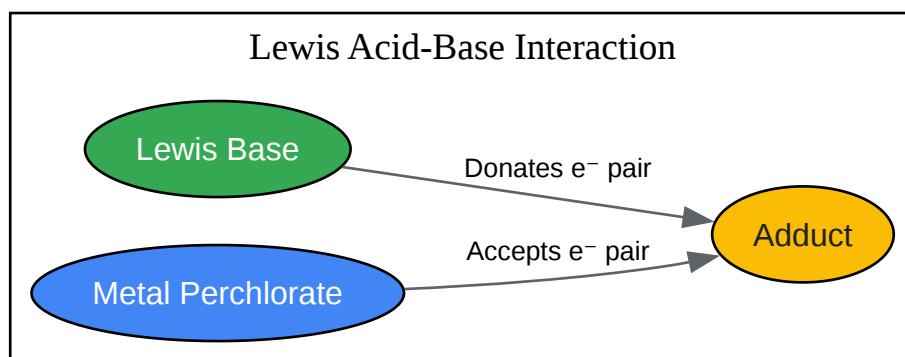 Lewis Acid-Base Interaction
Lewis Base
Donates e⁻ pair
Adduct
Accepts e⁻ pair
Metal Perchlorate